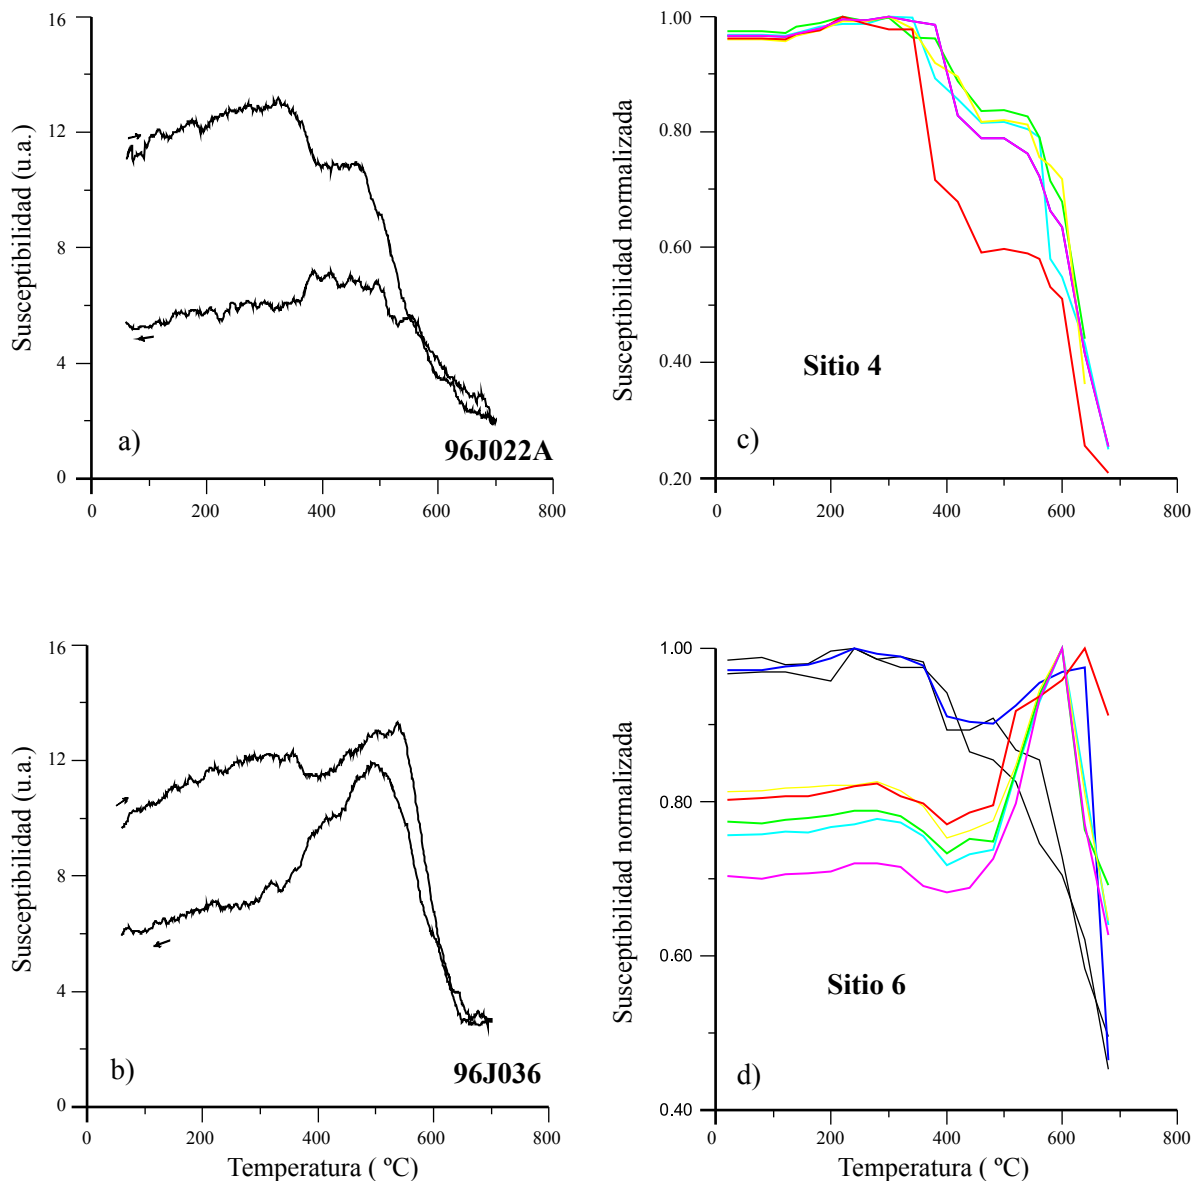 16
12
8
4
0
0
200
400
600
800
Susceptibilidad (u.a.)
a)
96J022A
1.00
0.80
0.60
0.40
0.20
0
200
400
600
800
Susceptibilidad normalizada
Sitio 4
c)
16
12
8
4
0
0
200
400
600
800
Susceptibilidad (u.a.)
b)
96J036
Temperatura ( ºC)
1.00
0.80
0.60
0.40
0
200
400
600
800
Susceptibilidad normalizada
Sitio 6
d)
Temperatura ( ºC)